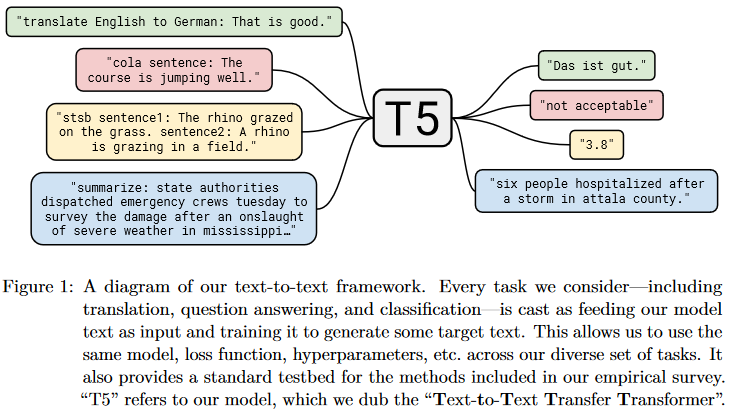 "translate English to German: That is good."
"cola sentence: The
course is jumping well."
"stsb sentence1: The rhino grazed
on the grass. sentence2: A rhino
is grazing in a field."
"summarize: state authorities
dispatched emergency crews tuesday to
survey the damage after an onslaught
of severe weather in mississippi…"
T5
"Das ist gut."
"not acceptable"
"3.8"
"six people hospitalized after
a storm in attala county."
Figure 1: A diagram of our text-to-text framework. Every task we consider—including
translation, question answering, and classification—is cast as feeding our model
text as input and training it to generate some target text. This allows us to use the
same model, loss function, hyperparameters, etc. across our diverse set of tasks. It
also provides a standard testbed for the methods included in our empirical survey.
“T5” refers to our model, which we dub the “Text-to-Text Transfer Transformer”.